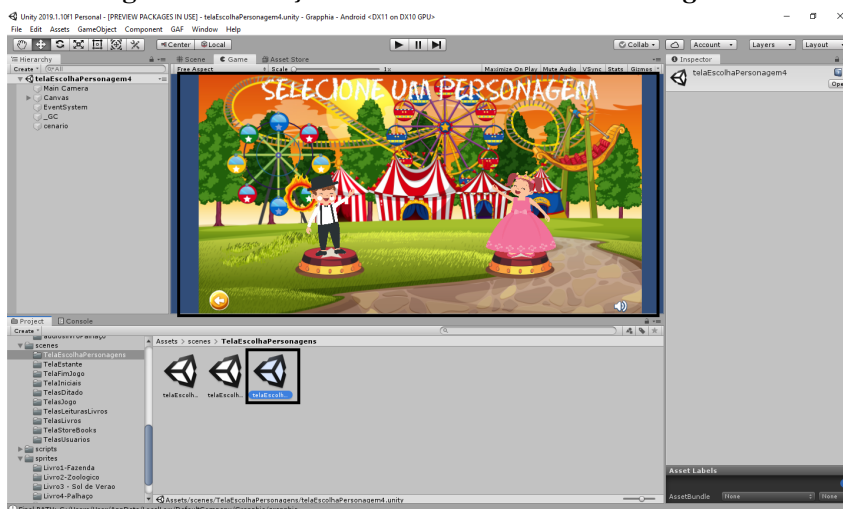 Unity 2019.1.10f1 Personal - [PREVIEW PACKAGES IN USE] - telaEscolhaPersonagem4.unity - Grapphia - Android <DX11 on DX10 GPU>
File Edit Assets GameObject Component GAF Window Help
Center Local Collab Account Layers Layout
Hierarchy Scene Game Asset Store Inspector
Create All Free Aspect Scale 1x Maximize On Play Mute Audio VSync Stats Gizmos
telaEscolhaPersonagem4
Main Camera
Canvas
EventSystem
_GC
cenario
SELECIONE UM PERSONAGEM
telaEscolhaPersonagem4
Project Console
Create
Assets > scenes > TelaEscolhaPersonagens
scenes
TelaEscolhaPersonagens
TelaEstante
TelaFimJogo
TelaIniciais
TelasDitado
TelasJogo
TelasLeiturasLivros
TelasLivros
TelaStoreBooks
TelasUsuarios
scripts
sprites
Livro1-Fazenda
Livro2-Zoologico
Livro3 - Sol de Verao
Livro4-Palhaço
telaEscolh... telaEscolh... telaEscolh...
Assets/scenes/TelaEscolhaPersonagens/telaEscolhaPersonagem4.unity
Asset Labels
AssetBundle None None